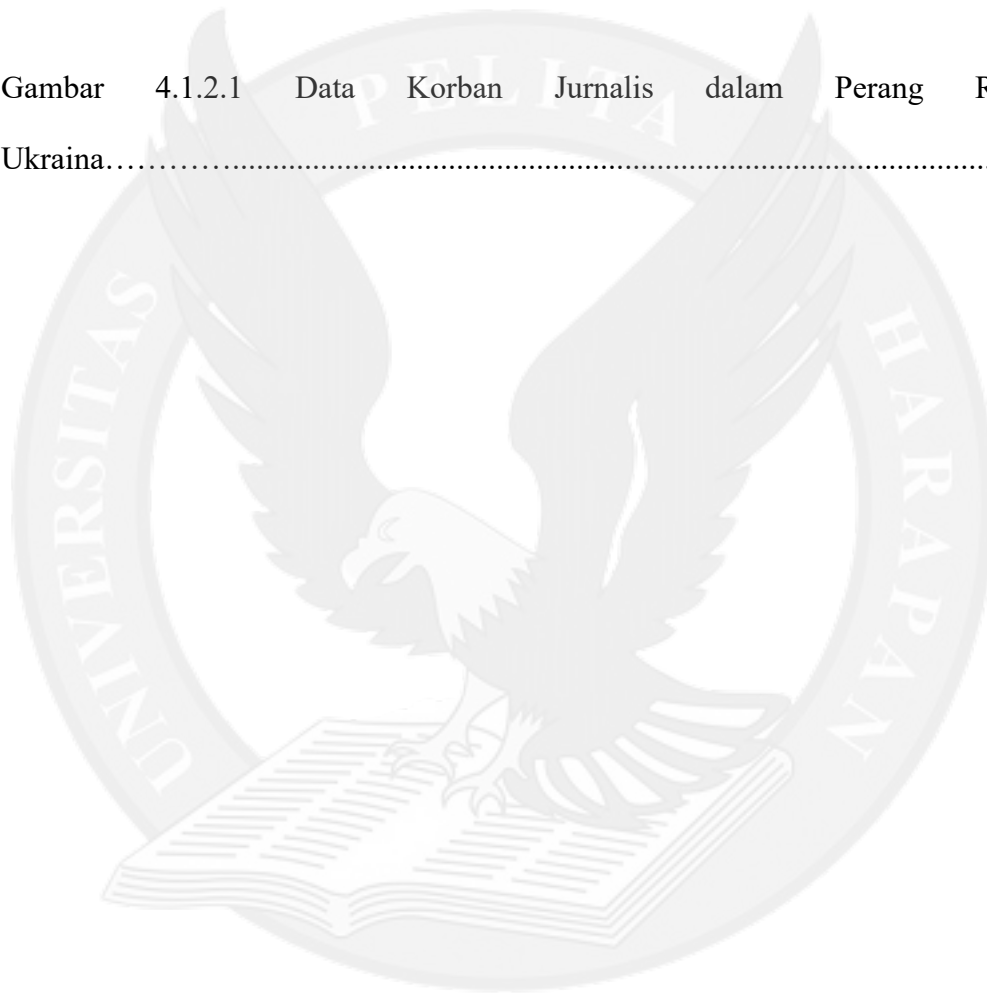 Gambar 4.1.2.1 Data Korban Jurnalis dalam Perang
Ukraina…………...............................................................................................
UNIVERSITAS PELITA HARAPAN